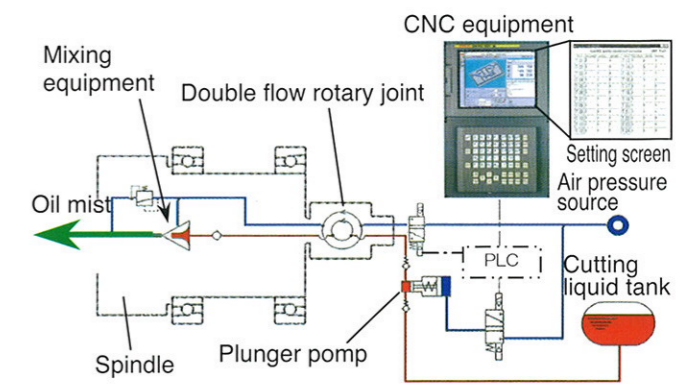 CNC equipment
Mixing
equipment
Double flow rotary joint
Setting screen
Air pressure
source
Oil mist
PLC
Cutting
liquid tank
Plunger pomp
Spindle